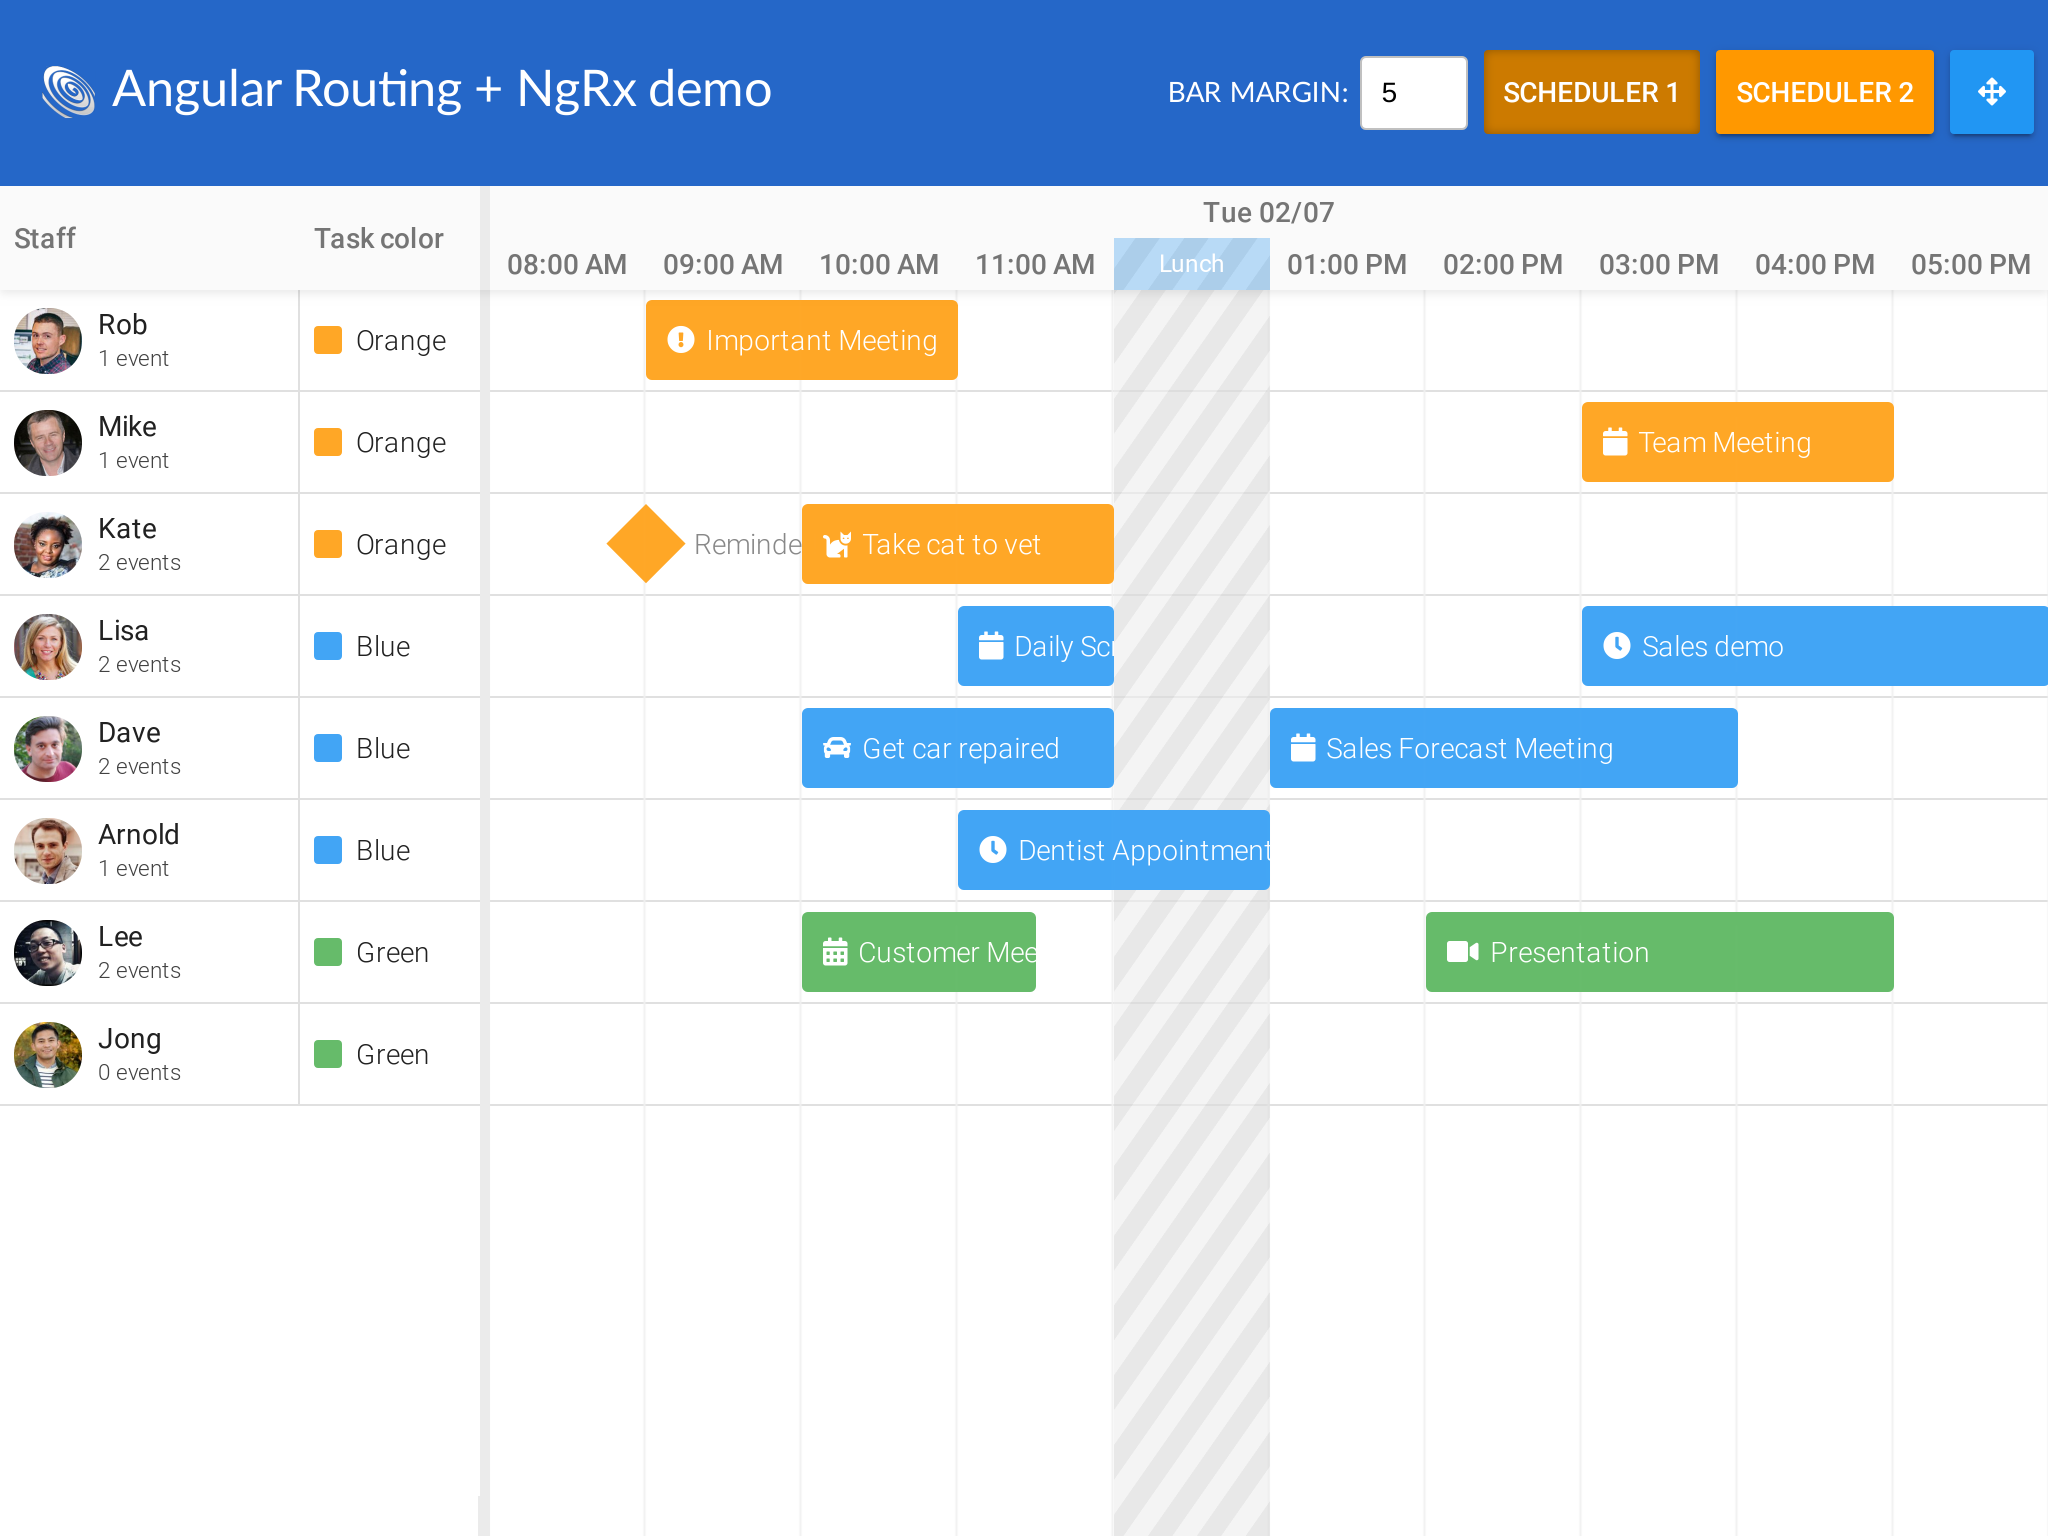 Angular Routing + NgRx demo
BAR MARGIN: 5 SCHEDULER 1 SCHEDULER 2
Staff Task color
Tue 02/07
08:00 AM 09:00 AM 10:00 AM 11:00 AM Lunch 01:00 PM 02:00 PM 03:00 PM 04:00 PM 05:00 PM
Rob
1 event
Orange
Important Meeting
Mike
1 event
Orange
Team Meeting
Kate
2 events
Orange
Reminde
Take cat to vet
Lisa
2 events
Blue
Daily Scr
Sales demo
Dave
2 events
Blue
Get car repaired
Sales Forecast Meeting
Arnold
1 event
Blue
Dentist Appointment
Lee
2 events
Green
Customer Mee
Presentation
Jong
0 events
Green